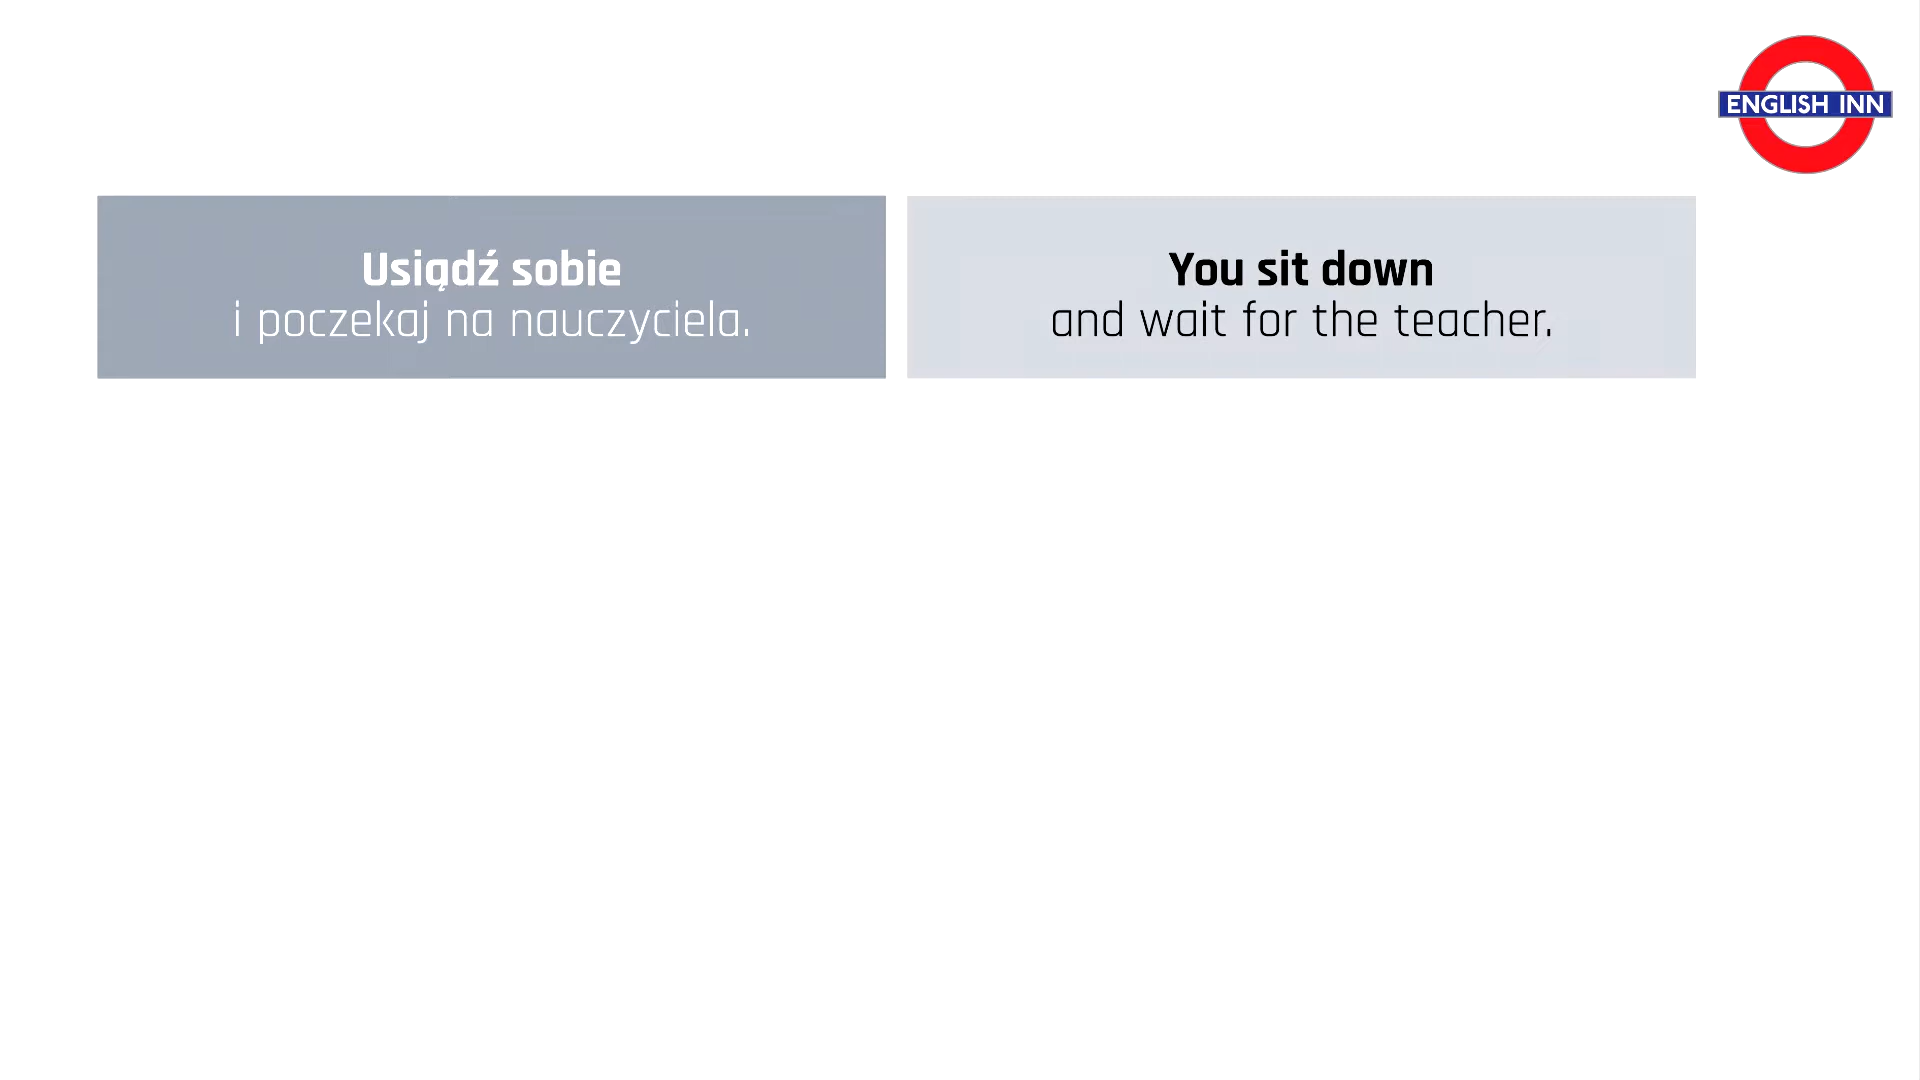 ENGLISH INN
Usiądź sobie
i poczekaj na nauczyciela.
You sit down
and wait for the teacher.